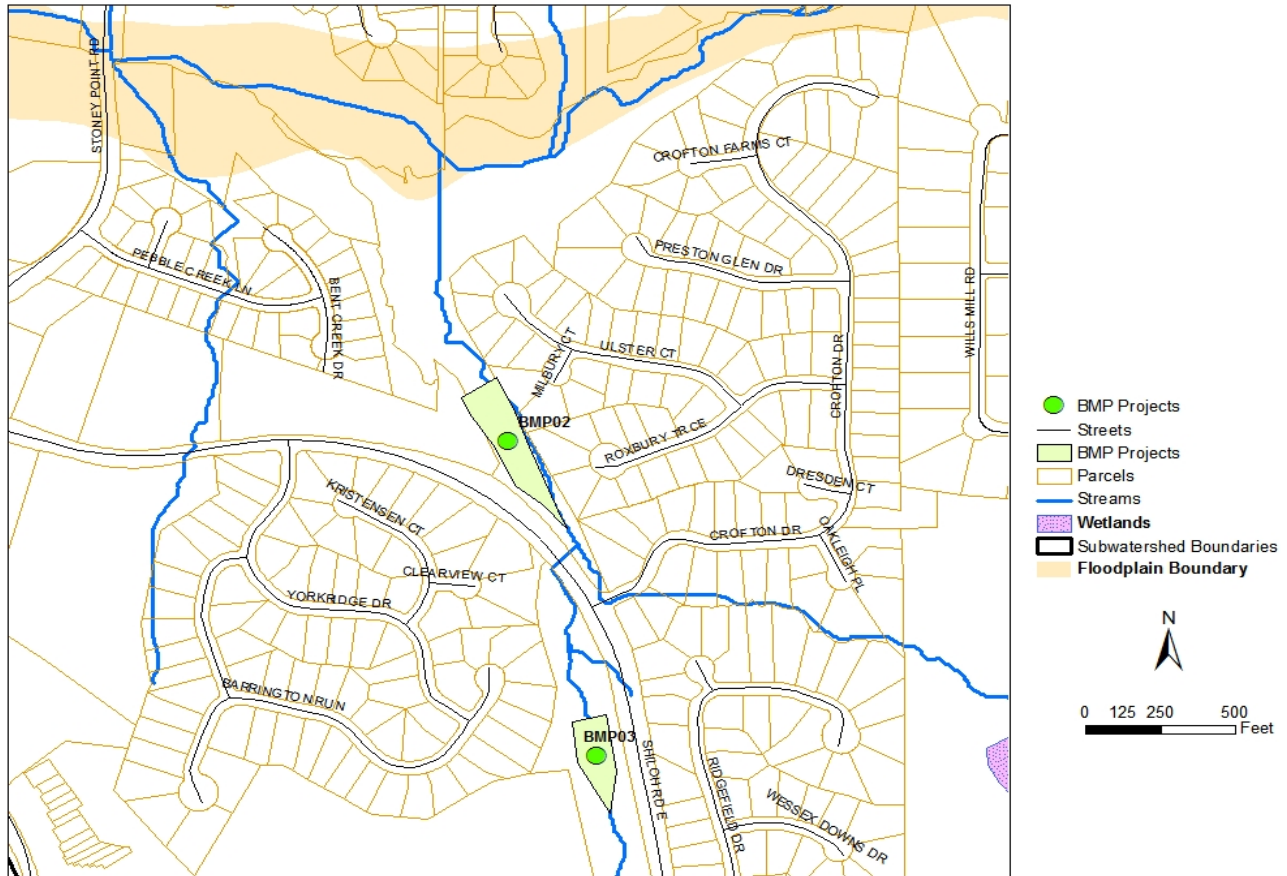 STONEY POINT RD
CROFTON FARMS CT
PRESTON GLEN DR
PEBBLE CREEK LN
BENT CREEK DR
WILLS MILL RD
MILBURY CT
ULSTER CT
CROFTON DR
BMP02
ROXBURY TRCE
DRESDEN CT
KRISTENSEN CT
CROFTON DR
OAKLEIGH PL
CLEARVIEW CT
YORKRIDGE DR
BARRINGTON RUN
BMP03
SHILOH RD E
RIDGEFIELD DR
WESSEX DOWNS DR
BMP Projects
Streets
BMP Projects
Parcels
Streams
Wetlands
Subwatershed Boundaries
Floodplain Boundary
N
0 125 250 500
Feet